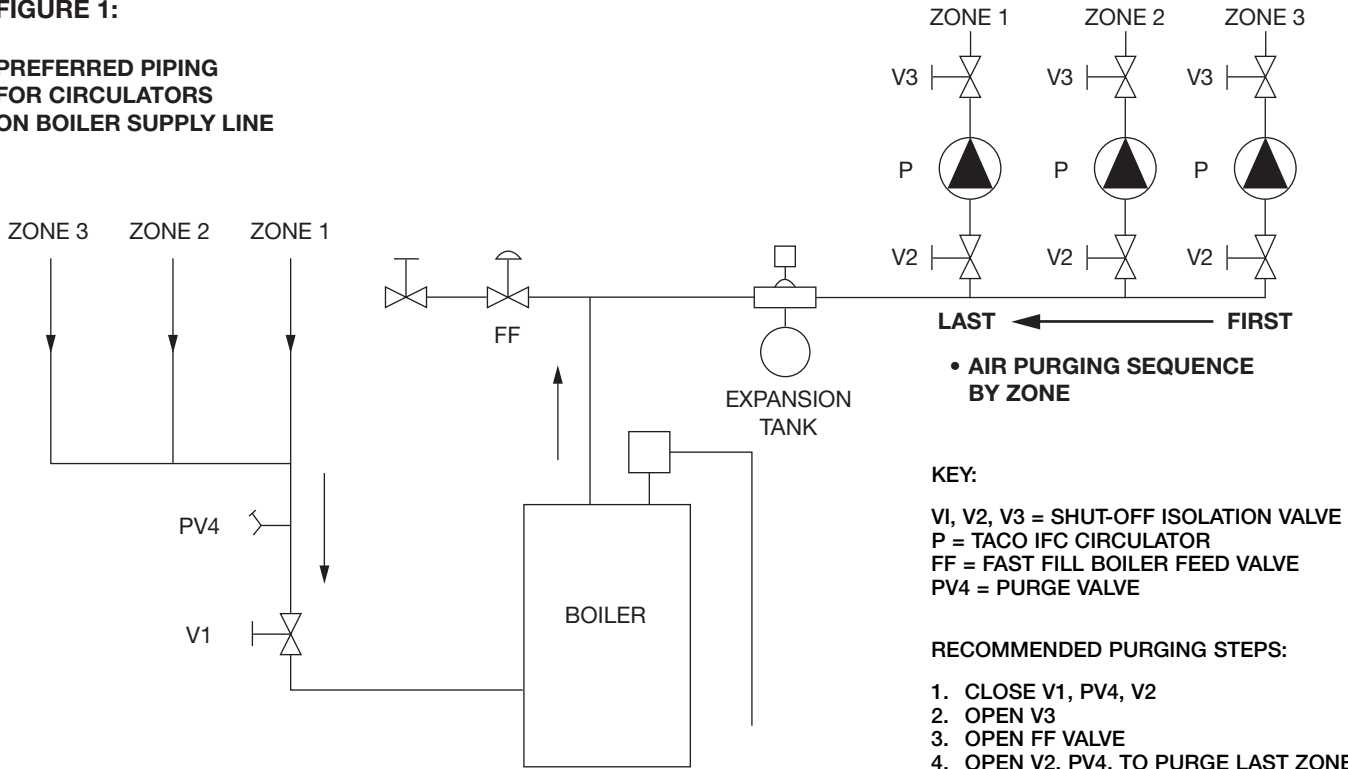 FIGURE 1:
PREFERRED PIPING
FOR CIRCULATORS
ON BOILER SUPPLY LINE
ZONE 1 ZONE 2 ZONE 3
V3 V3 V3
P P P
V2 V2 V2
ZONE 3 ZONE 2 ZONE 1
FF
LAST FIRST
• AIR PURGING SEQUENCE
BY ZONE
EXPANSION
TANK
PV4
V1
BOILER
KEY:
VI, V2, V3 = SHUT-OFF ISOLATION VALVE
P = TACO IFC CIRCULATOR
FF = FAST FILL BOILER FEED VALVE
PV4 = PURGE VALVE
RECOMMENDED PURGING STEPS:
1. CLOSE V1, PV4, V2
2. OPEN V3
3. OPEN FF VALVE
4. OPEN V2, PV4, TO PURGE LAST ZONE